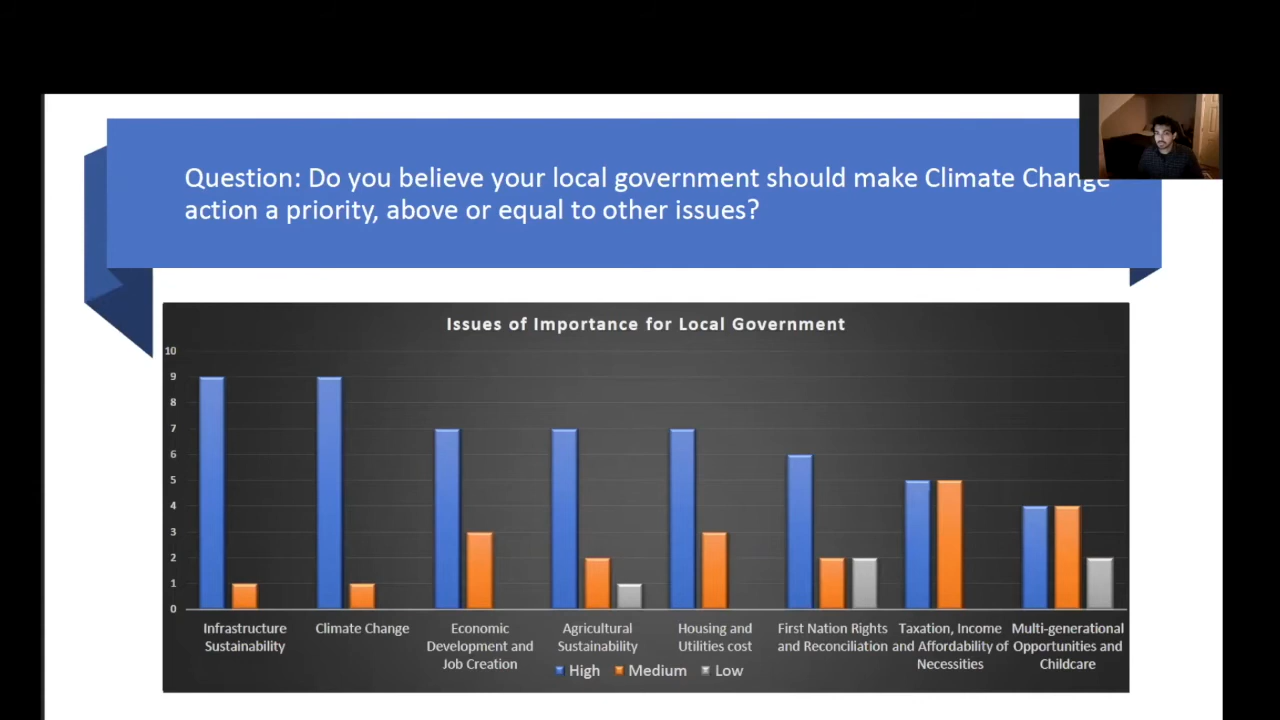 Question: Do you believe your local government should make Climate Change
action a priority, above or equal to other issues?
Issues of Importance for Local Government
10
9
8
7
6
5
4
3
2
1
0
Infrastructure
Sustainability
Climate Change
Economic
Development and
Job Creation
Agricultural
Sustainability
Housing and
Utilities cost
First Nation Rights
and Reconciliation
Taxation, Income
and Affordability of
Necessities
Multi-generational
Opportunities and
Childcare
High Medium Low